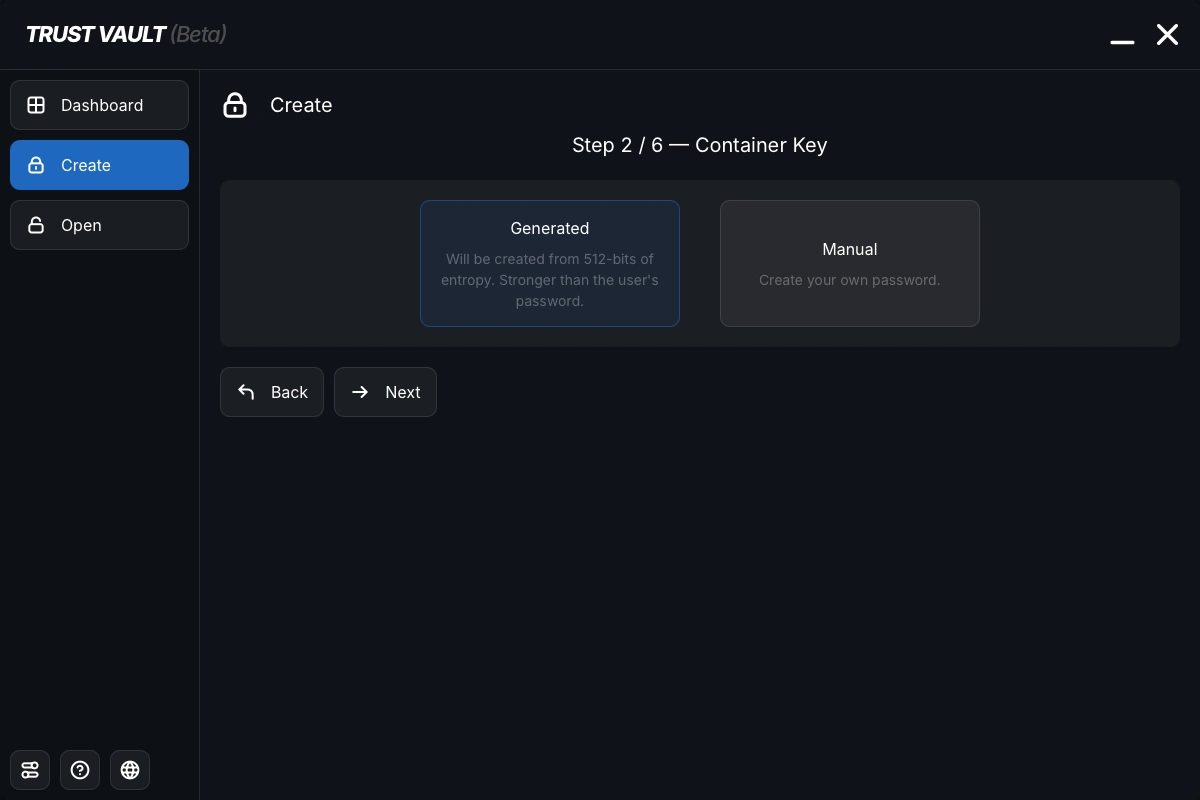 TRUST VAULT (Beta)
Dashboard
Create
Open
Create
Step 2 / 6 — Container Key
Generated
Will be created from 512-bits of
entropy. Stronger than the user's
password.
Manual
Create your own password.
Back
Next